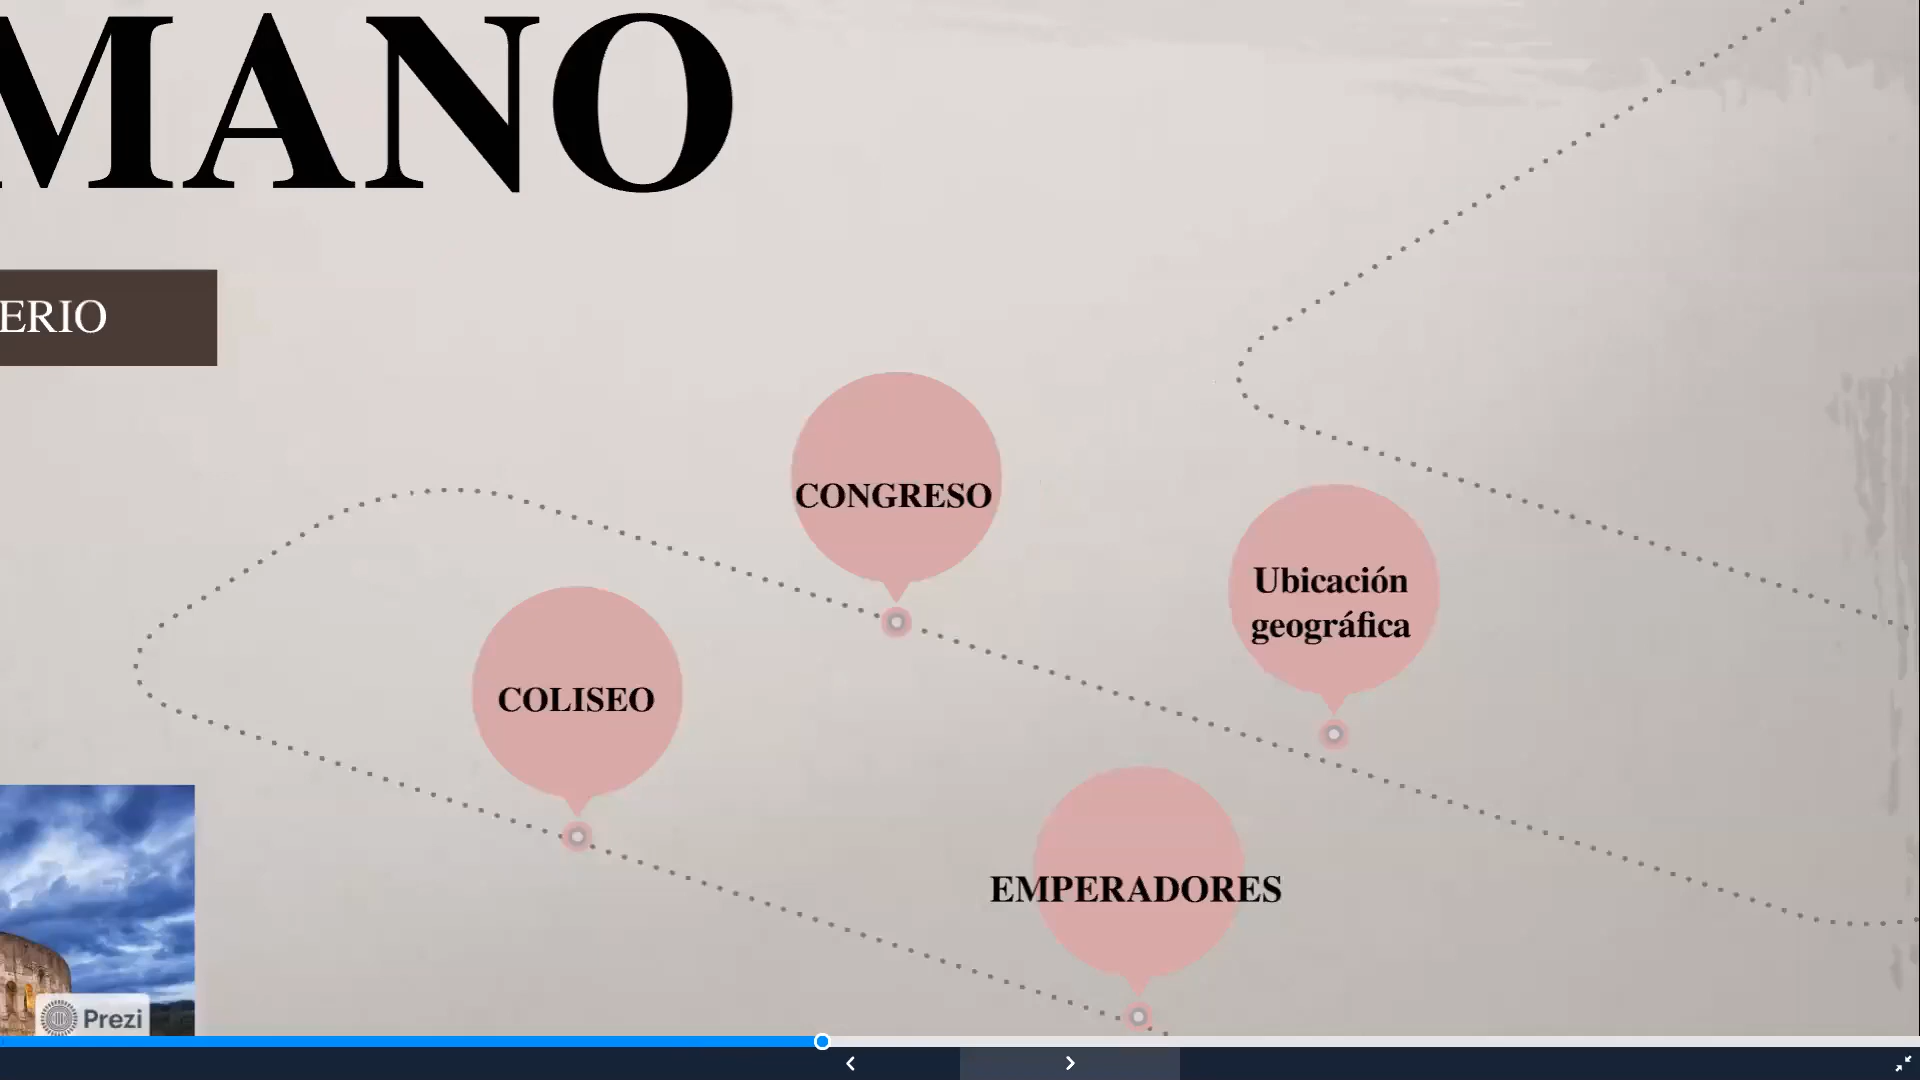 MANO
ERIO
CONGRESO
Ubicación
geográfica
COLISEO
EMPERADORES
Prezi